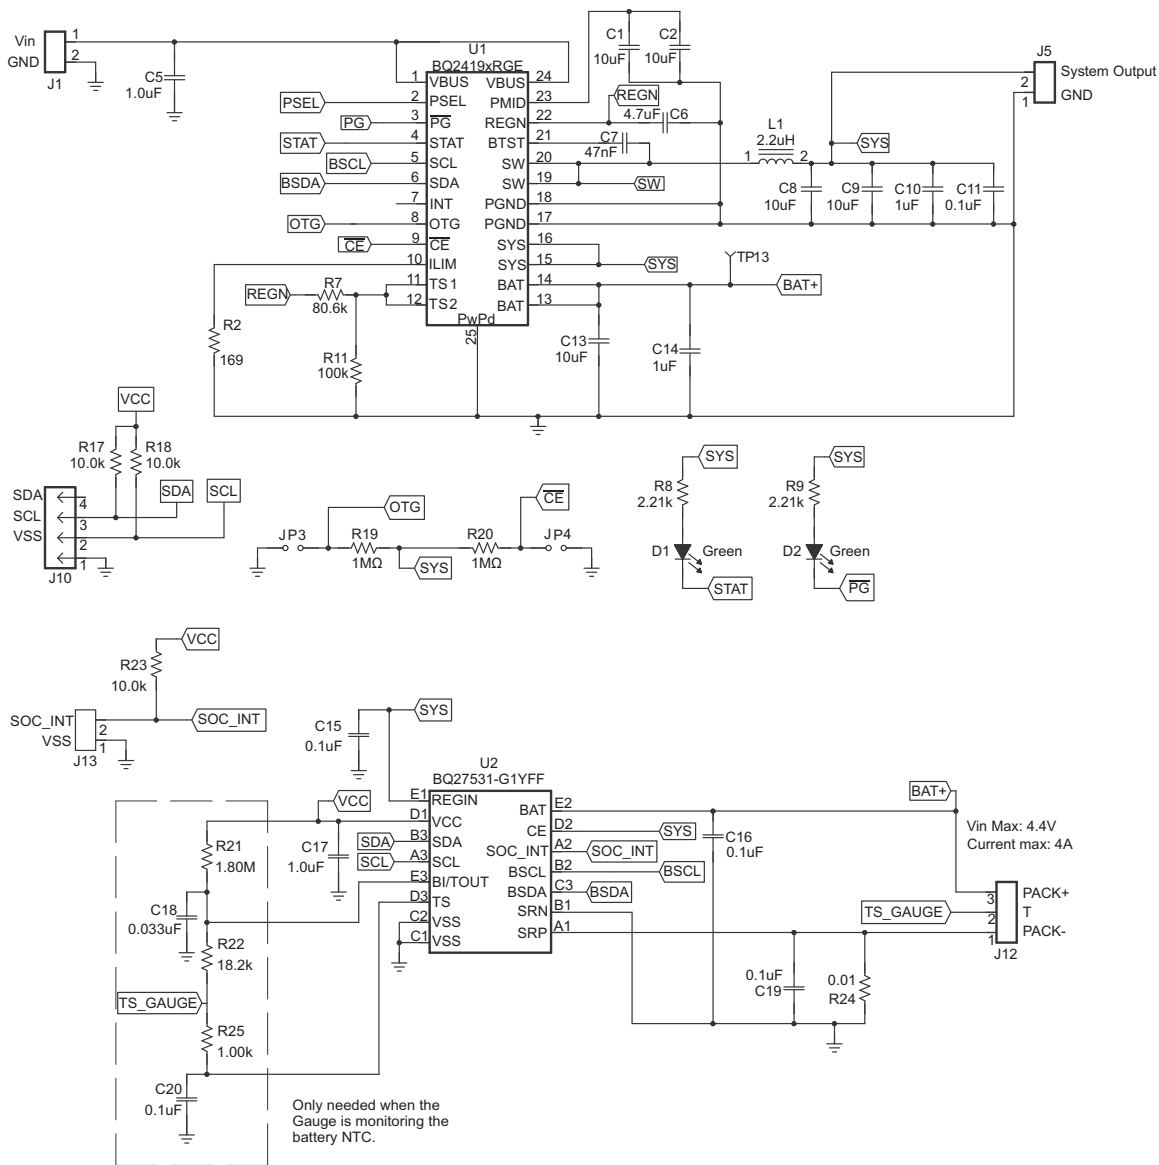 Vin
GND
1
2
J1
C5
1.0uF
U1
BQ2419xRGE
1 VBUS
2 PSEL
3 PG
4 STAT
5 SCL
6 SDA
7 INT
8 OTG
9 CE
10 ILIM
11 TS1
12 TS2
PwPd
25
VBUS 24
PMID 23
REGN 22
BTST 21
SW 20
SW 19
PGND 18
PGND 17
SYS 16
SYS 15
BAT 14
BAT 13
PSEL
PG
STAT
BSCL
BSDA
OTG
CE
REGN
R7
80.6k
R2
169
R11
100k
C1
10uF
C2
10uF
REGN
4.7uF C6
C7
47nF
SW
L1
2.2uH
1 2
SYS
C8
10uF
C9
10uF
C10
1uF
C11
0.1uF
J5
System Output
2
GND
1
SYS
TP13
BAT+
C13
10uF
C14
1uF
VCC
R17
10.0k
R18
10.0k
SDA
SCL
SDA
SCL
VSS
4
3
2
1
J10
JP3
OTG
R19
1MΩ
SYS
R20
1MΩ
CE
JP4
SYS
R8
2.21k
D1 Green
STAT
SYS
R9
2.21k
D2 Green
PG
VCC
R23
10.0k
SOC_INT
VSS
2
1
J13
SOC_INT
SYS
C15
0.1uF
U2
BQ27531-G1YFF
E1 REGIN
D1 VCC
B3 SDA
A3 SCL
E3 BI/TOUT
D3 TS
C2 VSS
C1 VSS
BAT E2
CE D2
SOC_INT A2
BSCL B2
BSDA C3
SRN B1
SRP A1
VCC
C17
1.0uF
SDA
SCL
R21
1.80M
C18
0.033uF
R22
18.2k
TS_GAUGE
R25
1.00k
C20
0.1uF
Only needed when the
Gauge is monitoring the
battery NTC.
SYS
SOC_INT
BSCL
BSDA
C16
0.1uF
BAT+
Vin Max: 4.4V
Current max: 4A
TS_GAUGE
PACK+
3
T
2
PACK-
1
J12
0.1uF
C19
0.01
R24